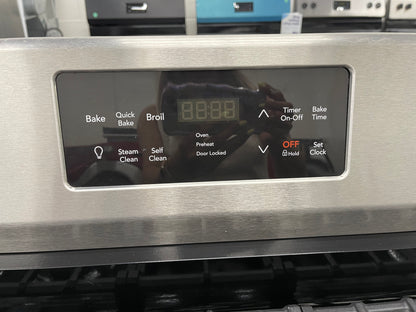 Bake
Quick
Bake
Broil
88:88
Timer
On-Off
Bake
Time
Oven
Preheat
Door Locked
Steam
Clean
Self
Clean
OFF
Hold
Set
Clock